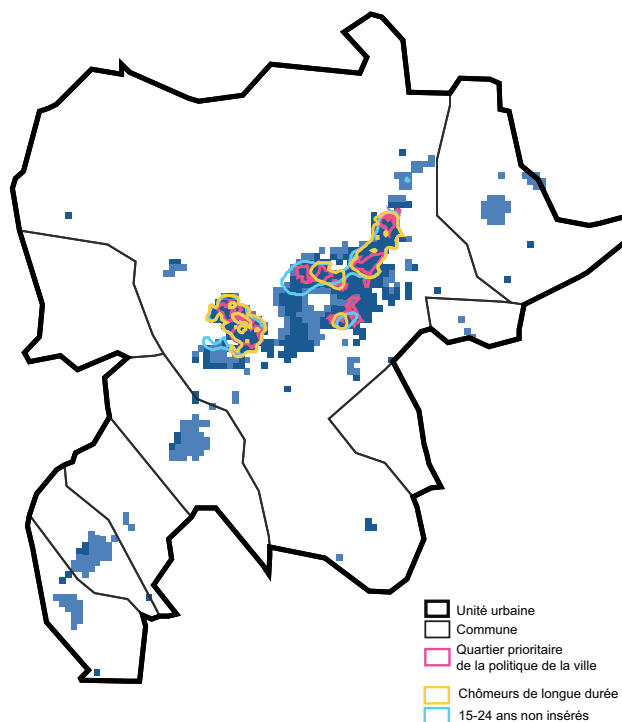 Unité urbaine
Commune
Quartier prioritaire
de la politique de la ville
Chômeurs de longue durée
15-24 ans non insérés